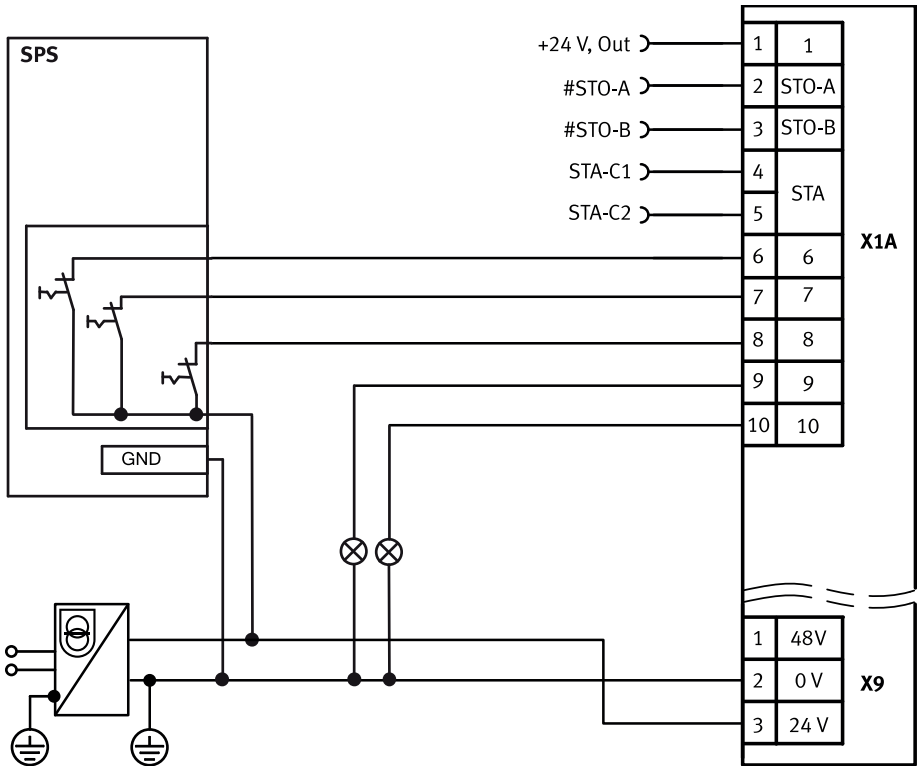 SPS
+24 V, Out
1 1
#STO-A
2 STO-A
#STO-B
3 STO-B
STA-C1
4
STA
STA-C2
5
X1A
6 6
7 7
8 8
9 9
10 10
GND
1 48V
2 0 V
X9
3 24 V